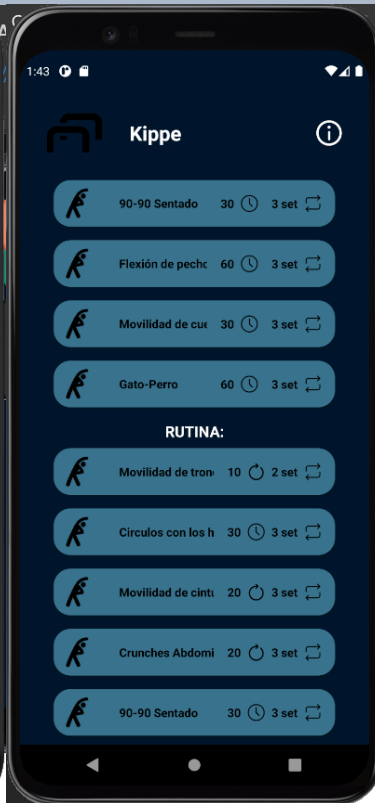 1:43
Kippe
90-90 Sentado 30 3 set
Flexión de pecho 60 3 set
Movilidad de cue 30 3 set
Gato-Perro 60 3 set
RUTINA:
Movilidad de tron 10 2 set
Circulos con los h 30 3 set
Movilidad de cintu 20 3 set
Crunches Abdomi 20 3 set
90-90 Sentado 30 3 set